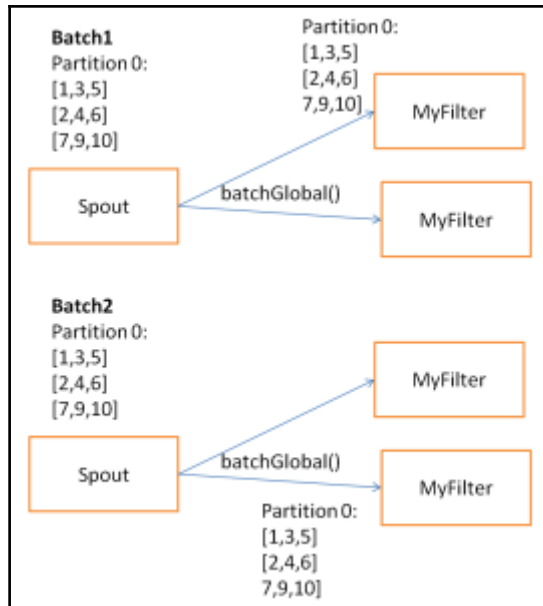 Batch1
Partition 0:
[1,3,5]
[2,4,6]
[7,9,10]
Partition 0:
[1,3,5]
[2,4,6]
7,9,10]
MyFilter
Spout
batchGlobal()
MyFilter
Batch2
Partition 0:
[1,3,5]
[2,4,6]
[7,9,10]
MyFilter
Spout
batchGlobal()
MyFilter
Partition 0:
[1,3,5]
[2,4,6]
7,9,10]